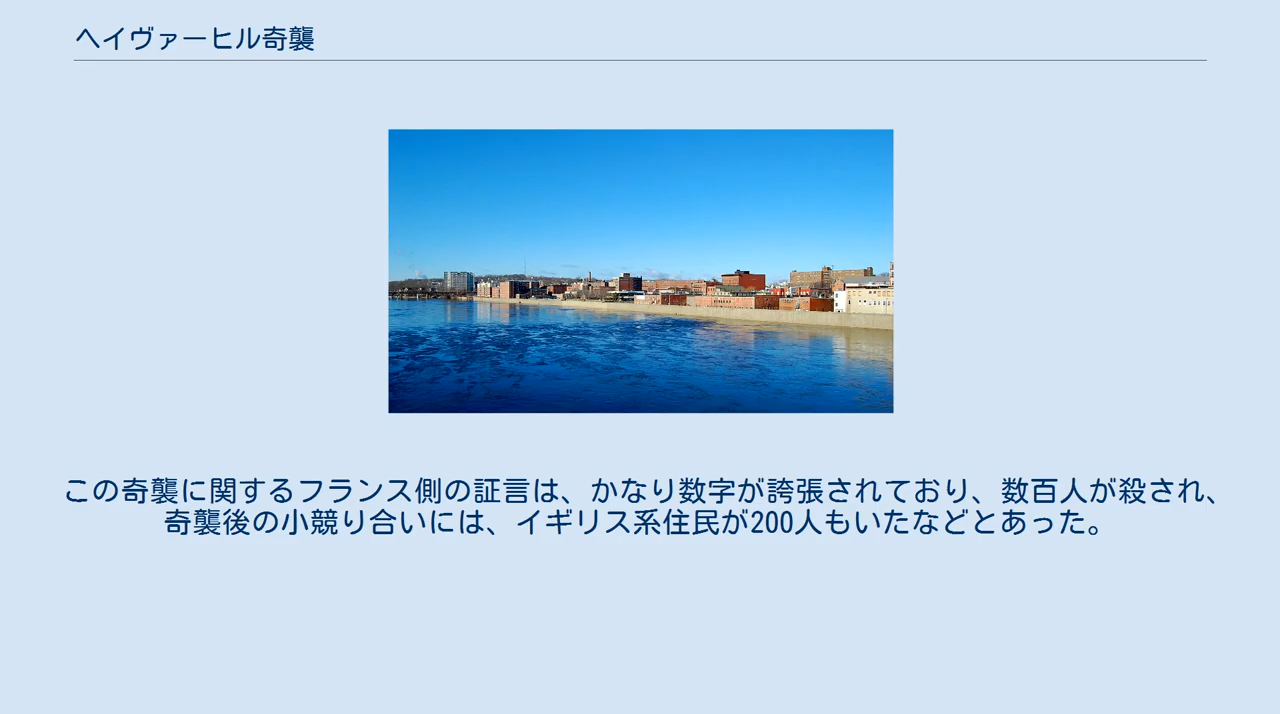 ヘイヴァーヒル奇襲
この奇襲に関するフランス側の証言は、かなり数字が誇張されており、数百人が殺され、
奇襲後の小競り合いには、イギリス系住民が200人もいたなどとあった。